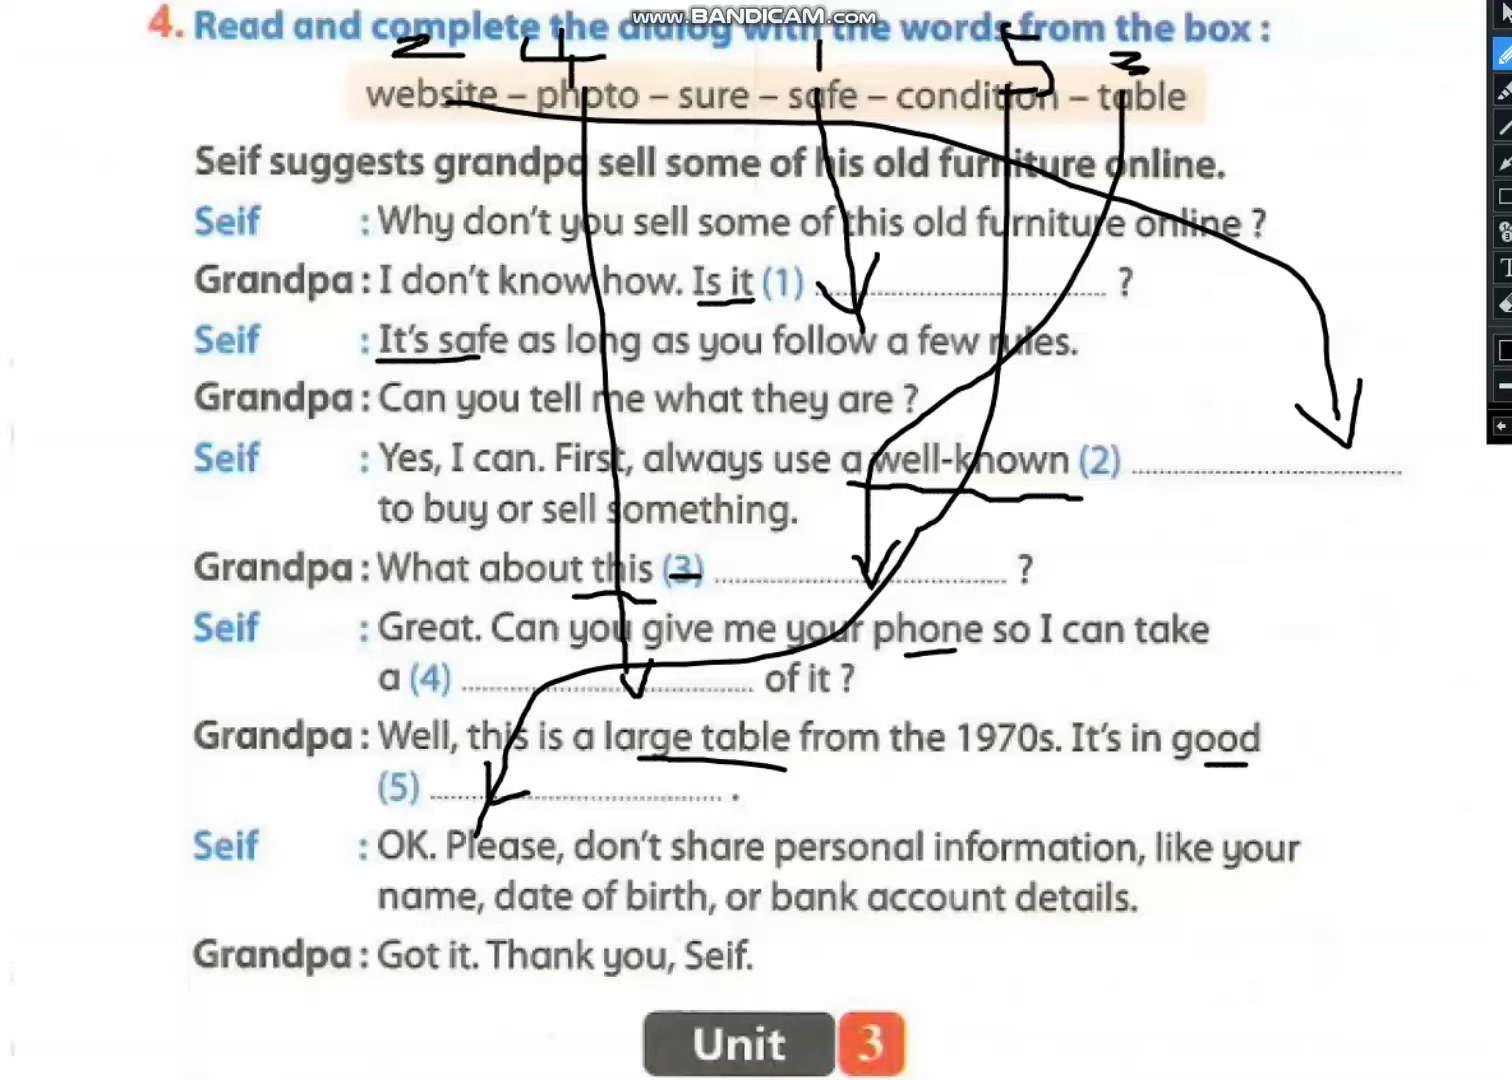 www.BANDICAM.com
4. Read and complete the dialog with the words from the box :
2 4 1 5 3
website – photo – sure – safe – condition – table
Seif suggests grandpa sell some of his old furniture online.
Seif : Why don't you sell some of this old furniture online ?
Grandpa : I don't know how. Is it (1) ........................ ?
Seif : It's safe as long as you follow a few rules.
Grandpa : Can you tell me what they are ?
Seif : Yes, I can. First, always use a well-known (2) ........................
to buy or sell something.
Grandpa : What about this (3) ........................ ?
Seif : Great. Can you give me your phone so I can take
a (4) ........................ of it ?
Grandpa : Well, this is a large table from the 1970s. It's in good
(5) ........................ .
Seif : OK. Please, don't share personal information, like your
name, date of birth, or bank account details.
Grandpa : Got it. Thank you, Seif.
Unit 3